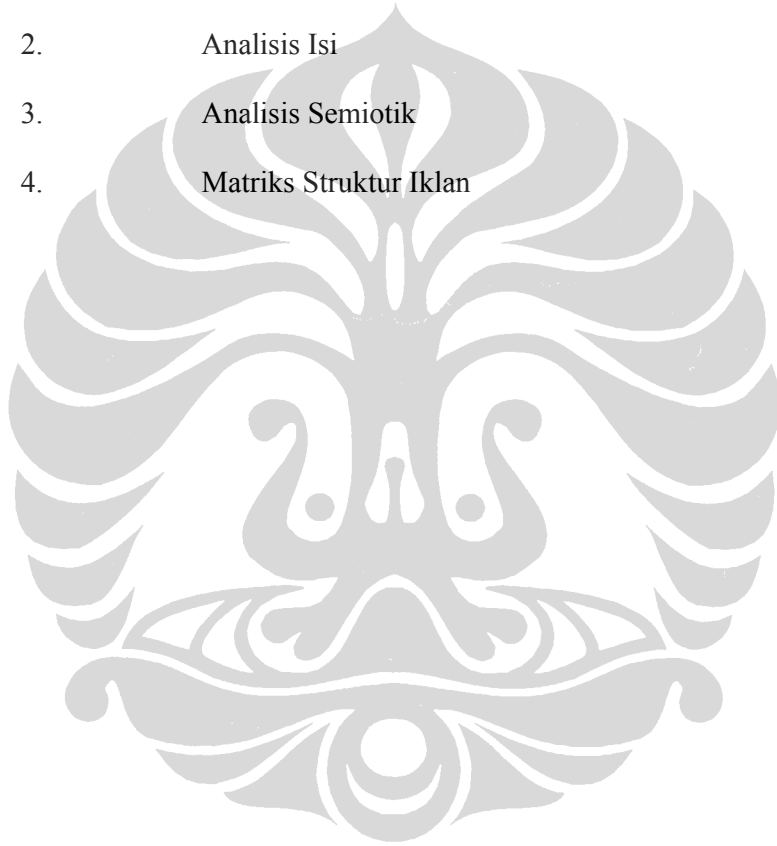 2. Analisis Isi
3. Analisis Semiotik
4. Matriks Struktur Iklan